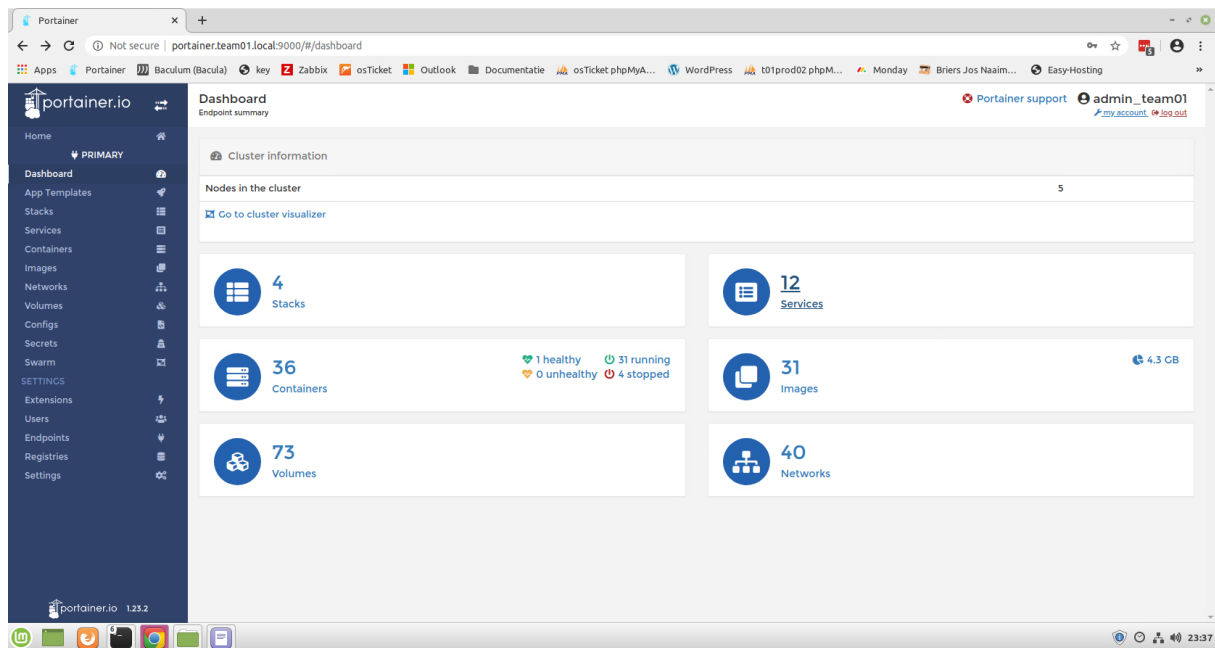 Portainer
Not secure | portainer.team01.local:9000/#/dashboard
Apps Portainer Baculum (Bacula) key Zabbix osTicket Outlook Documentatie osTicket phpMyA... WordPress t01prod02 phpM... Monday Briers Jos Naaim... Easy-Hosting »
portainer.io
Dashboard
Endpoint summary
Portainer support admin_team01
my account log out
Home
PRIMARY
Dashboard
App Templates
Stacks
Services
Containers
Images
Networks
Volumes
Configs
Secrets
Swarm
SETTINGS
Extensions
Users
Endpoints
Registries
Settings
portainer.io 1.23.2
Cluster information
Nodes in the cluster 5
Go to cluster visualizer
4
Stacks
12
Services
36
Containers
1 healthy 31 running
0 unhealthy 4 stopped
31
Images
4.3 GB
73
Volumes
40
Networks
6
23:37